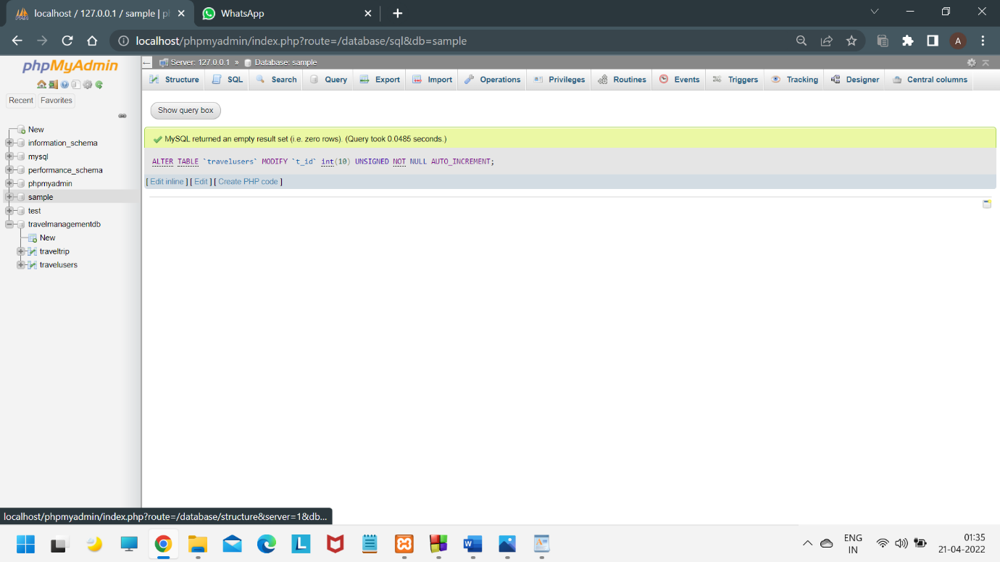 localhost / 127.0.0.1 / sample | p
WhatsApp
localhost/phpmyadmin/index.php?route=/database/sql&db=sample
A
phpMyAdmin
Recent Favorites
New
information_schema
mysql
performance_schema
phpmyadmin
sample
test
travelmanagementdb
New
traveltrip
travelusers
Server: 127.0.0.1 » Database: sample
Structure SQL Search Query Export Import Operations Privileges Routines Events Triggers Tracking Designer Central columns
Show query box
MySQL returned an empty result set (i.e. zero rows). (Query took 0.0485 seconds.)
ALTER TABLE `travelusers` MODIFY `t_id` int(10) UNSIGNED NOT NULL AUTO_INCREMENT;
[ Edit inline ] [ Edit ] [ Create PHP code ]
localhost/phpmyadmin/index.php?route=/database/structure&server=1&db...
ENG
IN
01:35
21-04-2022